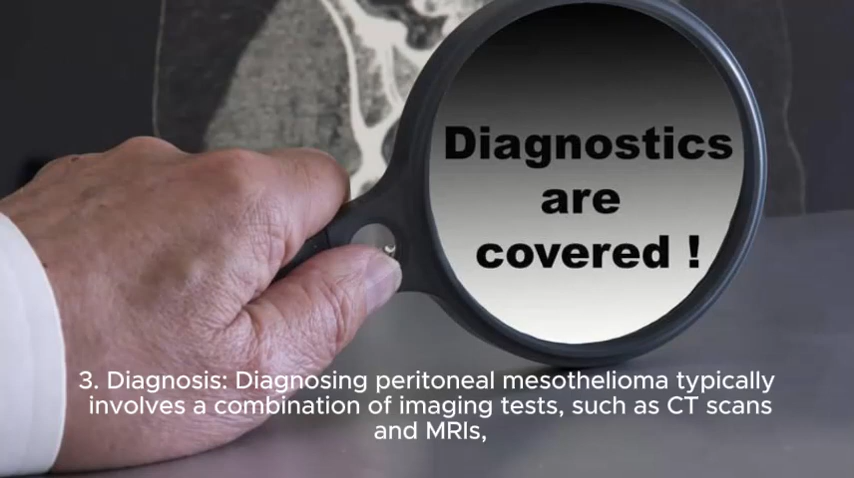 Diagnostics
are
covered !
3. Diagnosis: Diagnosing peritoneal mesothelioma typically
involves a combination of imaging tests, such as CT scans
and MRIs,